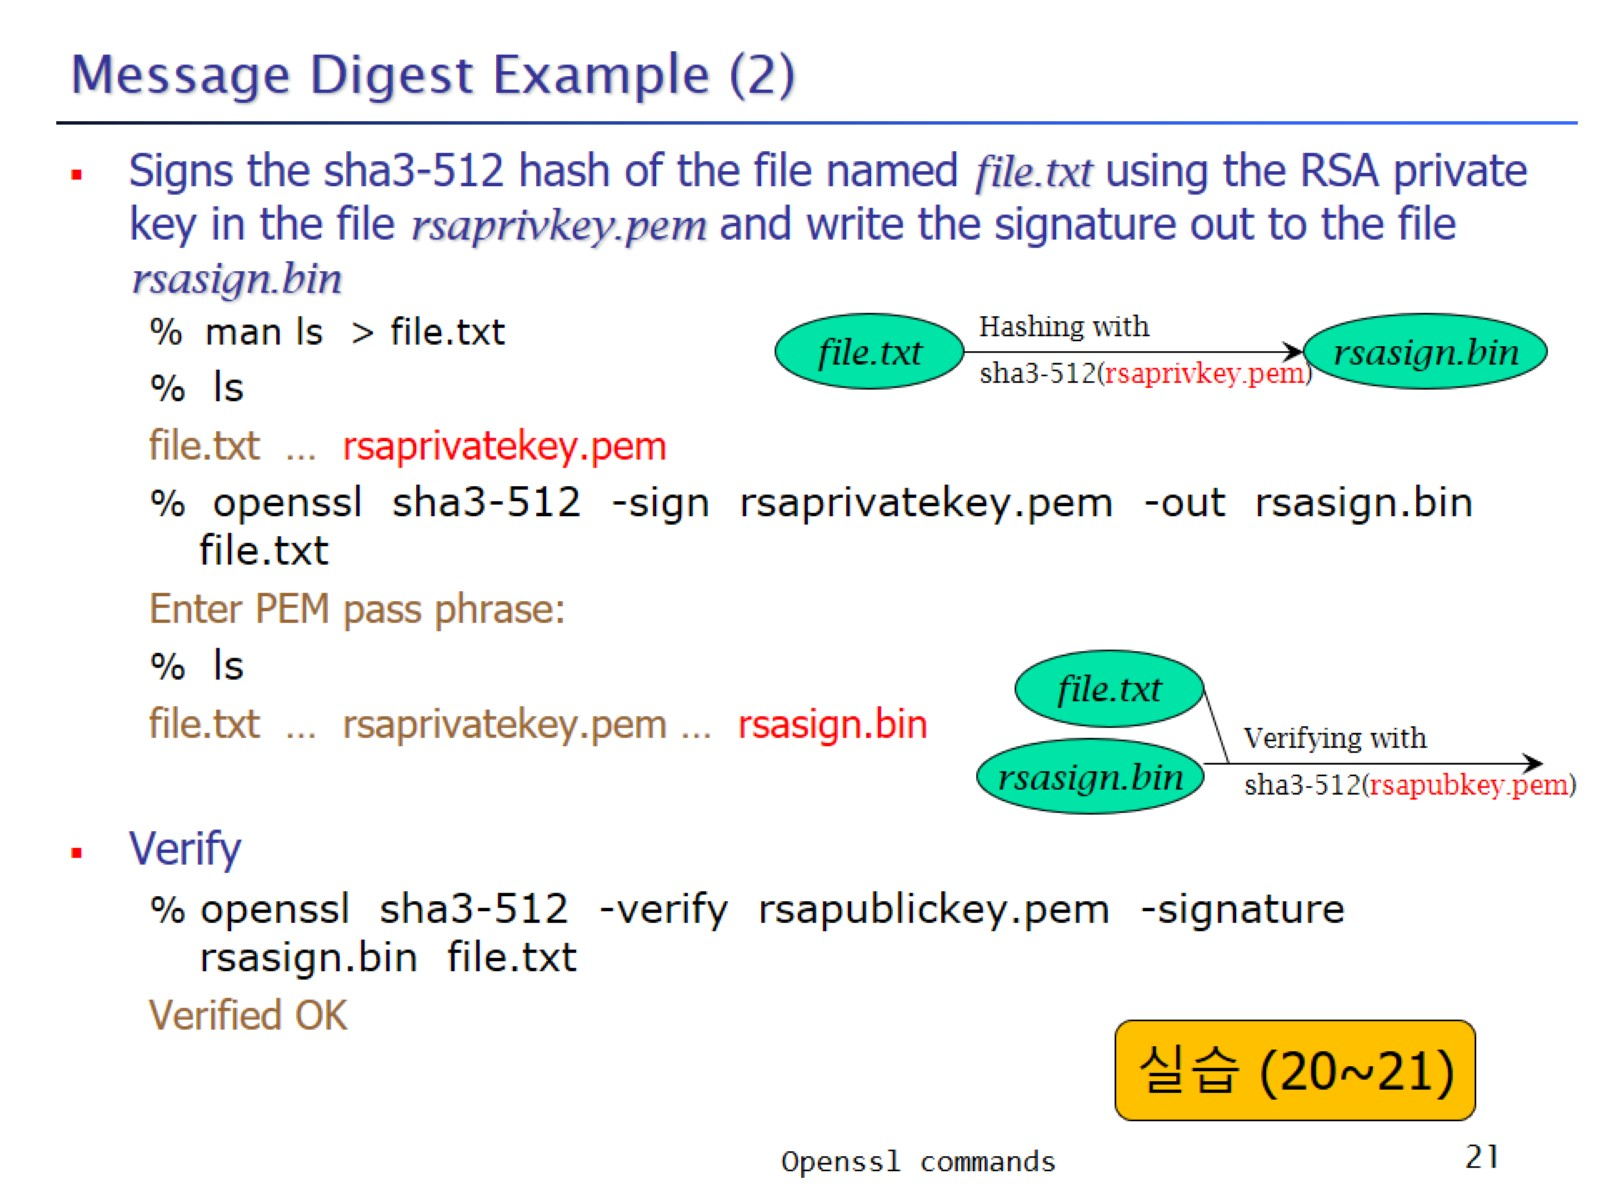 Message Digest Example (2)
▪ Signs the sha3-512 hash of the file named file.txt using the RSA private
key in the file rsaprivkey.pem and write the signature out to the file
rsasign.bin
% man ls > file.txt
file.txt
Hashing with
sha3-512(rsaprivkey.pem)
rsasign.bin
% ls
file.txt ... rsaprivatekey.pem
% openssl sha3-512 -sign rsaprivatekey.pem -out rsasign.bin
file.txt
Enter PEM pass phrase:
% ls
file.txt ... rsaprivatekey.pem ... rsasign.bin
file.txt
rsasign.bin
Verifying with
sha3-512(rsapubkey.pem)
▪ Verify
% openssl sha3-512 -verify rsapublickey.pem -signature
rsasign.bin file.txt
Verified OK
실습 (20~21)
Openssl commands
21